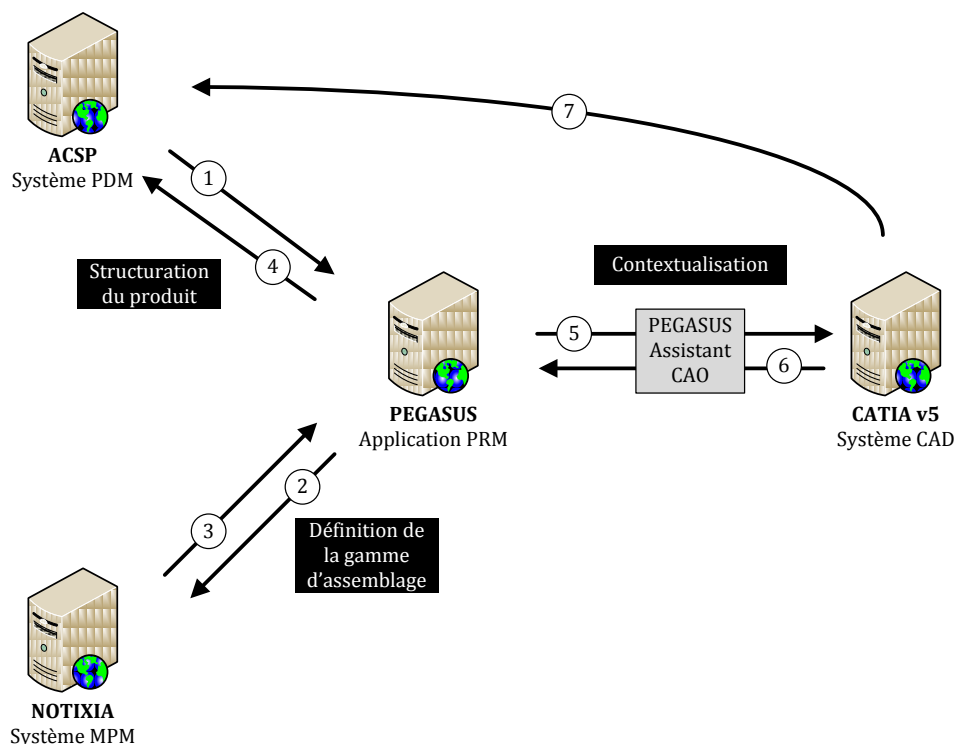 7
ACSP
Système PDM
1
4
Structuration
du produit
Contextualisation
5
PEGASUS
Assistant
CAO
6
PEGASUS
Application PRM
CATIA v5
Système CAD
2
3
Définition de
la gamme
d'assemblage
NOTIXIA
Système MPM